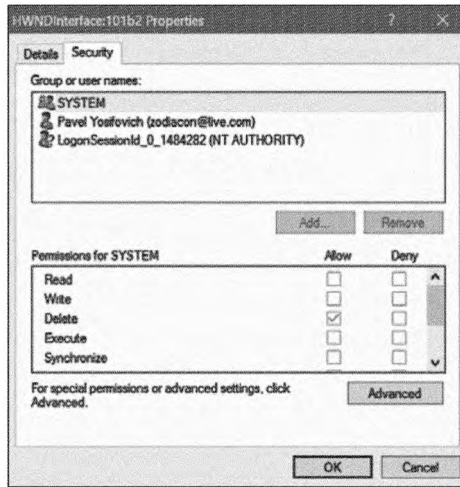 HWNDInterface:101b2 Properties ? ×
Details Security
Group or user names:
SYSTEM
Pavel Yosifovich (zodiacon@live.com)
LogonSessionId_0_1484282 (NT AUTHORITY)
Add... Remove
Permissions for SYSTEM Allow Deny
Read
Write
Delete
Execute
Synchronize
For special permissions or advanced settings, click
Advanced.
Advanced
OK Cancel